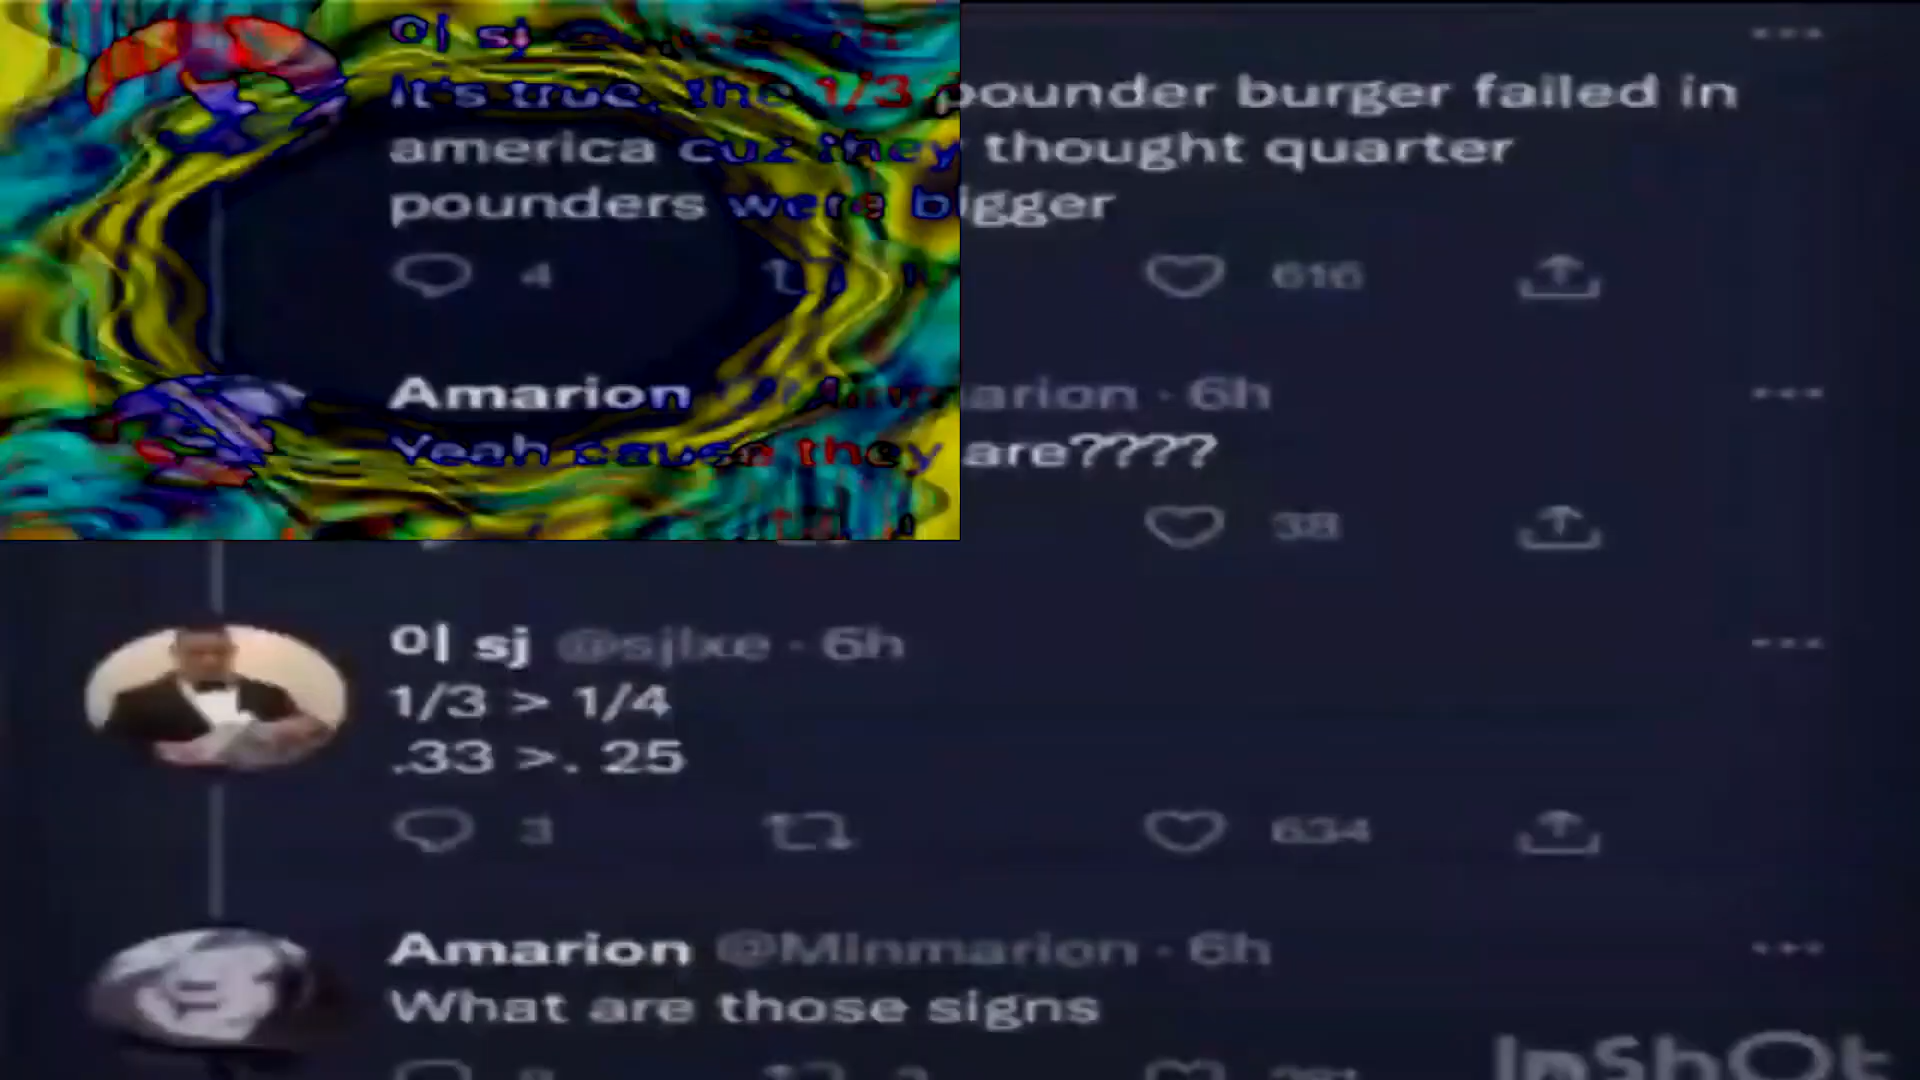 0| sj
It's true, the 1/3 pounder burger failed in
america cuz they thought quarter
pounders were bigger
4 616
Amarion · 6h
Yeah cause they are????
38
0| sj @sjlxe · 6h
1/3 > 1/4
.33 >. 25
3 634
Amarion @MInmarion · 6h
What are those signs
InShOt